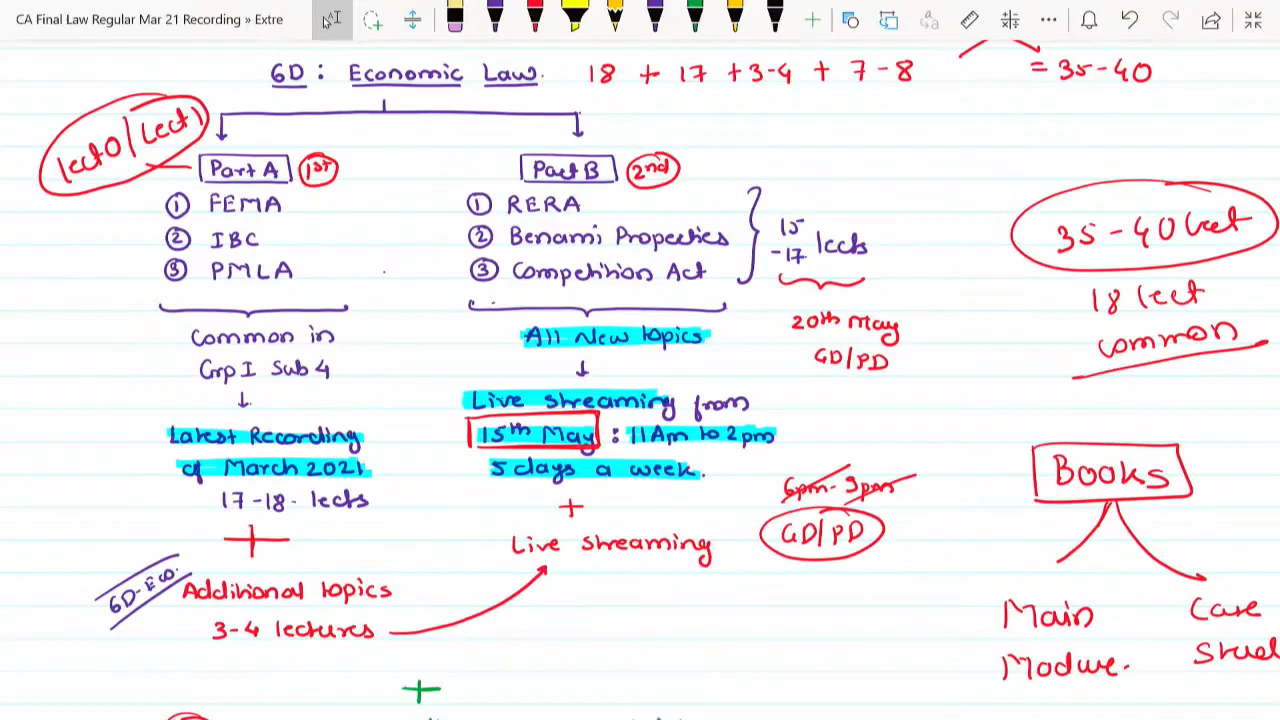 CA Final Law Regular Mar 21 Recording » Extre
6D : Economic Law. 18 + 17 + 3-4 + 7-8
= 35-40
Lect 0 / Lect 1
Part A 1st
① FEMA
② IBC
③ PMLA
Common in
Grp I Sub 4
Latest Recording
of March 2021
17-18. lects
+
6D-Eco.
Additional topics
3-4 lectures
Part B 2nd
① RERA
② Benami Properties
③ Competition Act
15
-17 lects
20th May
GD/PD
All New topics
Live streaming from
15th May : 11Am to 2pm
5 days a week.
+
Live streaming
6pm-9pm
GD/PD
+
35-40 lect
18 lect
common
Books
Main
Module.
Case